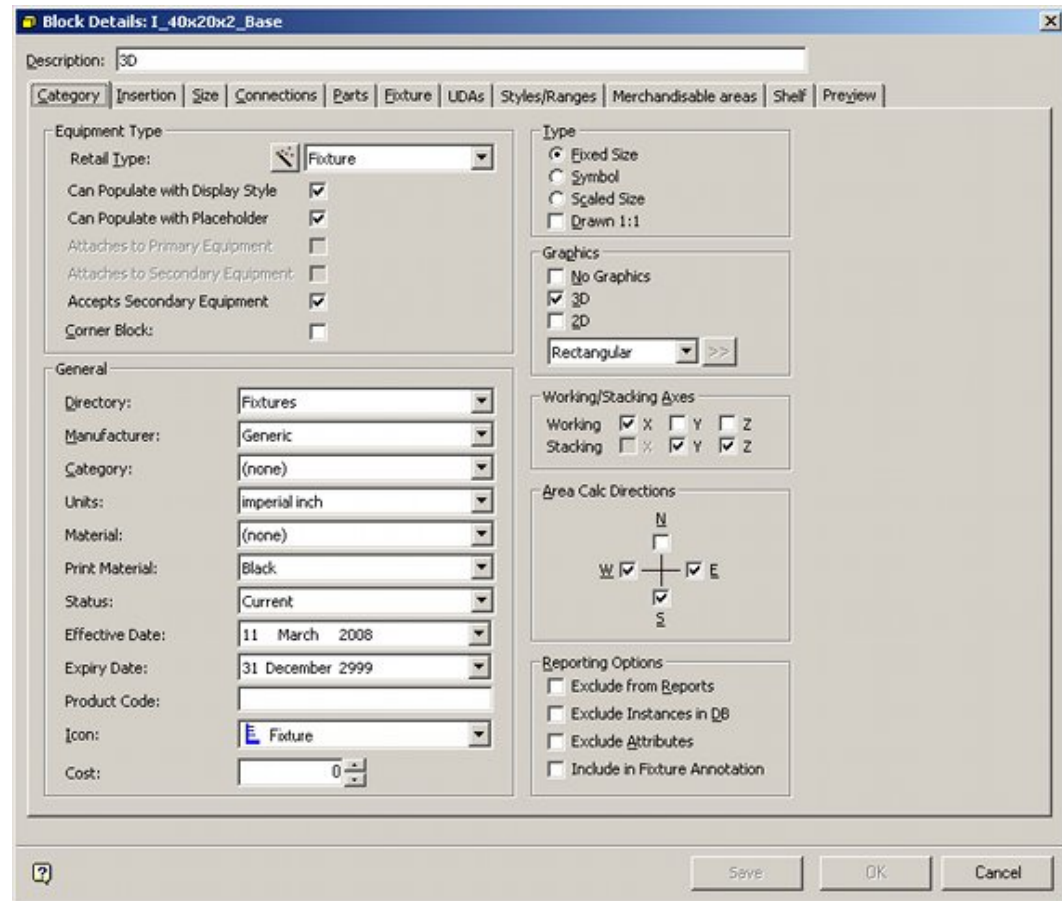 Block Details: I_40x20x2_Base
Description: 3D
Category Insertion Size Connections Parts Fixture UDAs Styles/Ranges Merchandisable areas Shelf Preview
Equipment Type
Retail Type: Fixture
Can Populate with Display Style
Can Populate with Placeholder
Attaches to Primary Equipment
Attaches to Secondary Equipment
Accepts Secondary Equipment
Corner Block:
General
Directory: Fixtures
Manufacturer: Generic
Category: (none)
Units: imperial inch
Material: (none)
Print Material: Black
Status: Current
Effective Date: 11 March 2008
Expiry Date: 31 December 2999
Product Code:
Icon: Fixture
Cost: 0
Type
Fixed Size
Symbol
Scaled Size
Drawn 1:1
Graphics
No Graphics
3D
2D
Rectangular >>
Working/Stacking Axes
Working X Y Z
Stacking X Y Z
Area Calc Directions
N
W E
S
Reporting Options
Exclude from Reports
Exclude Instances in DB
Exclude Attributes
Include in Fixture Annotation
? Save OK Cancel